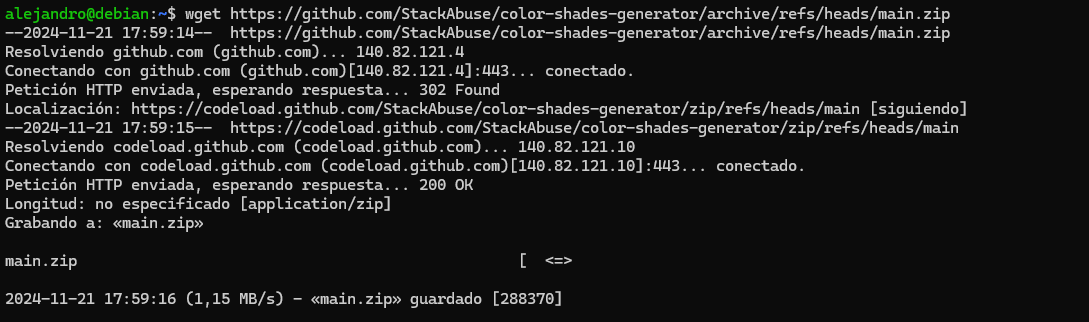 alejandro@debian:~$ wget https://github.com/StackAbuse/color-shades-generator/archive/refs/heads/main.zip
--2024-11-21 17:59:14--  https://github.com/StackAbuse/color-shades-generator/archive/refs/heads/main.zip
Resolviendo github.com (github.com)... 140.82.121.4
Conectando con github.com (github.com)[140.82.121.4]:443... conectado.
Petición HTTP enviada, esperando respuesta... 302 Found
Localización: https://codeload.github.com/StackAbuse/color-shades-generator/zip/refs/heads/main [siguiendo]
--2024-11-21 17:59:15--  https://codeload.github.com/StackAbuse/color-shades-generator/zip/refs/heads/main
Resolviendo codeload.github.com (codeload.github.com)... 140.82.121.10
Conectando con codeload.github.com (codeload.github.com)[140.82.121.10]:443... conectado.
Petición HTTP enviada, esperando respuesta... 200 OK
Longitud: no especificado [application/zip]
Grabando a: «main.zip»
main.zip                                                 [  <=>
2024-11-21 17:59:16 (1,15 MB/s) - «main.zip» guardado [288370]